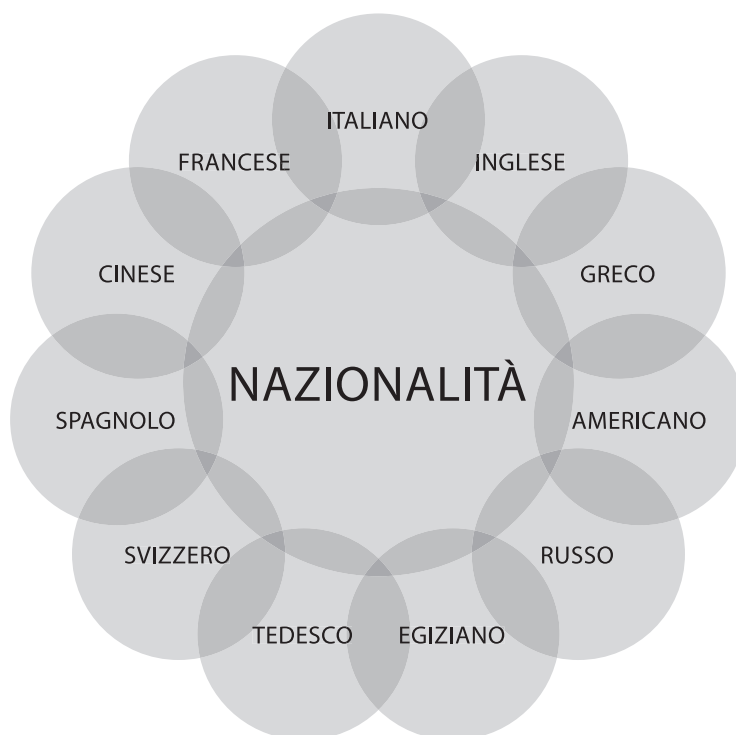 ITALIANO
FRANCESE
INGLESE
CINESE
GRECO
NAZIONALITÀ
SPAGNOLO
AMERICANO
SVIZZERO
RUSSO
TEDESCO
EGIZIANO